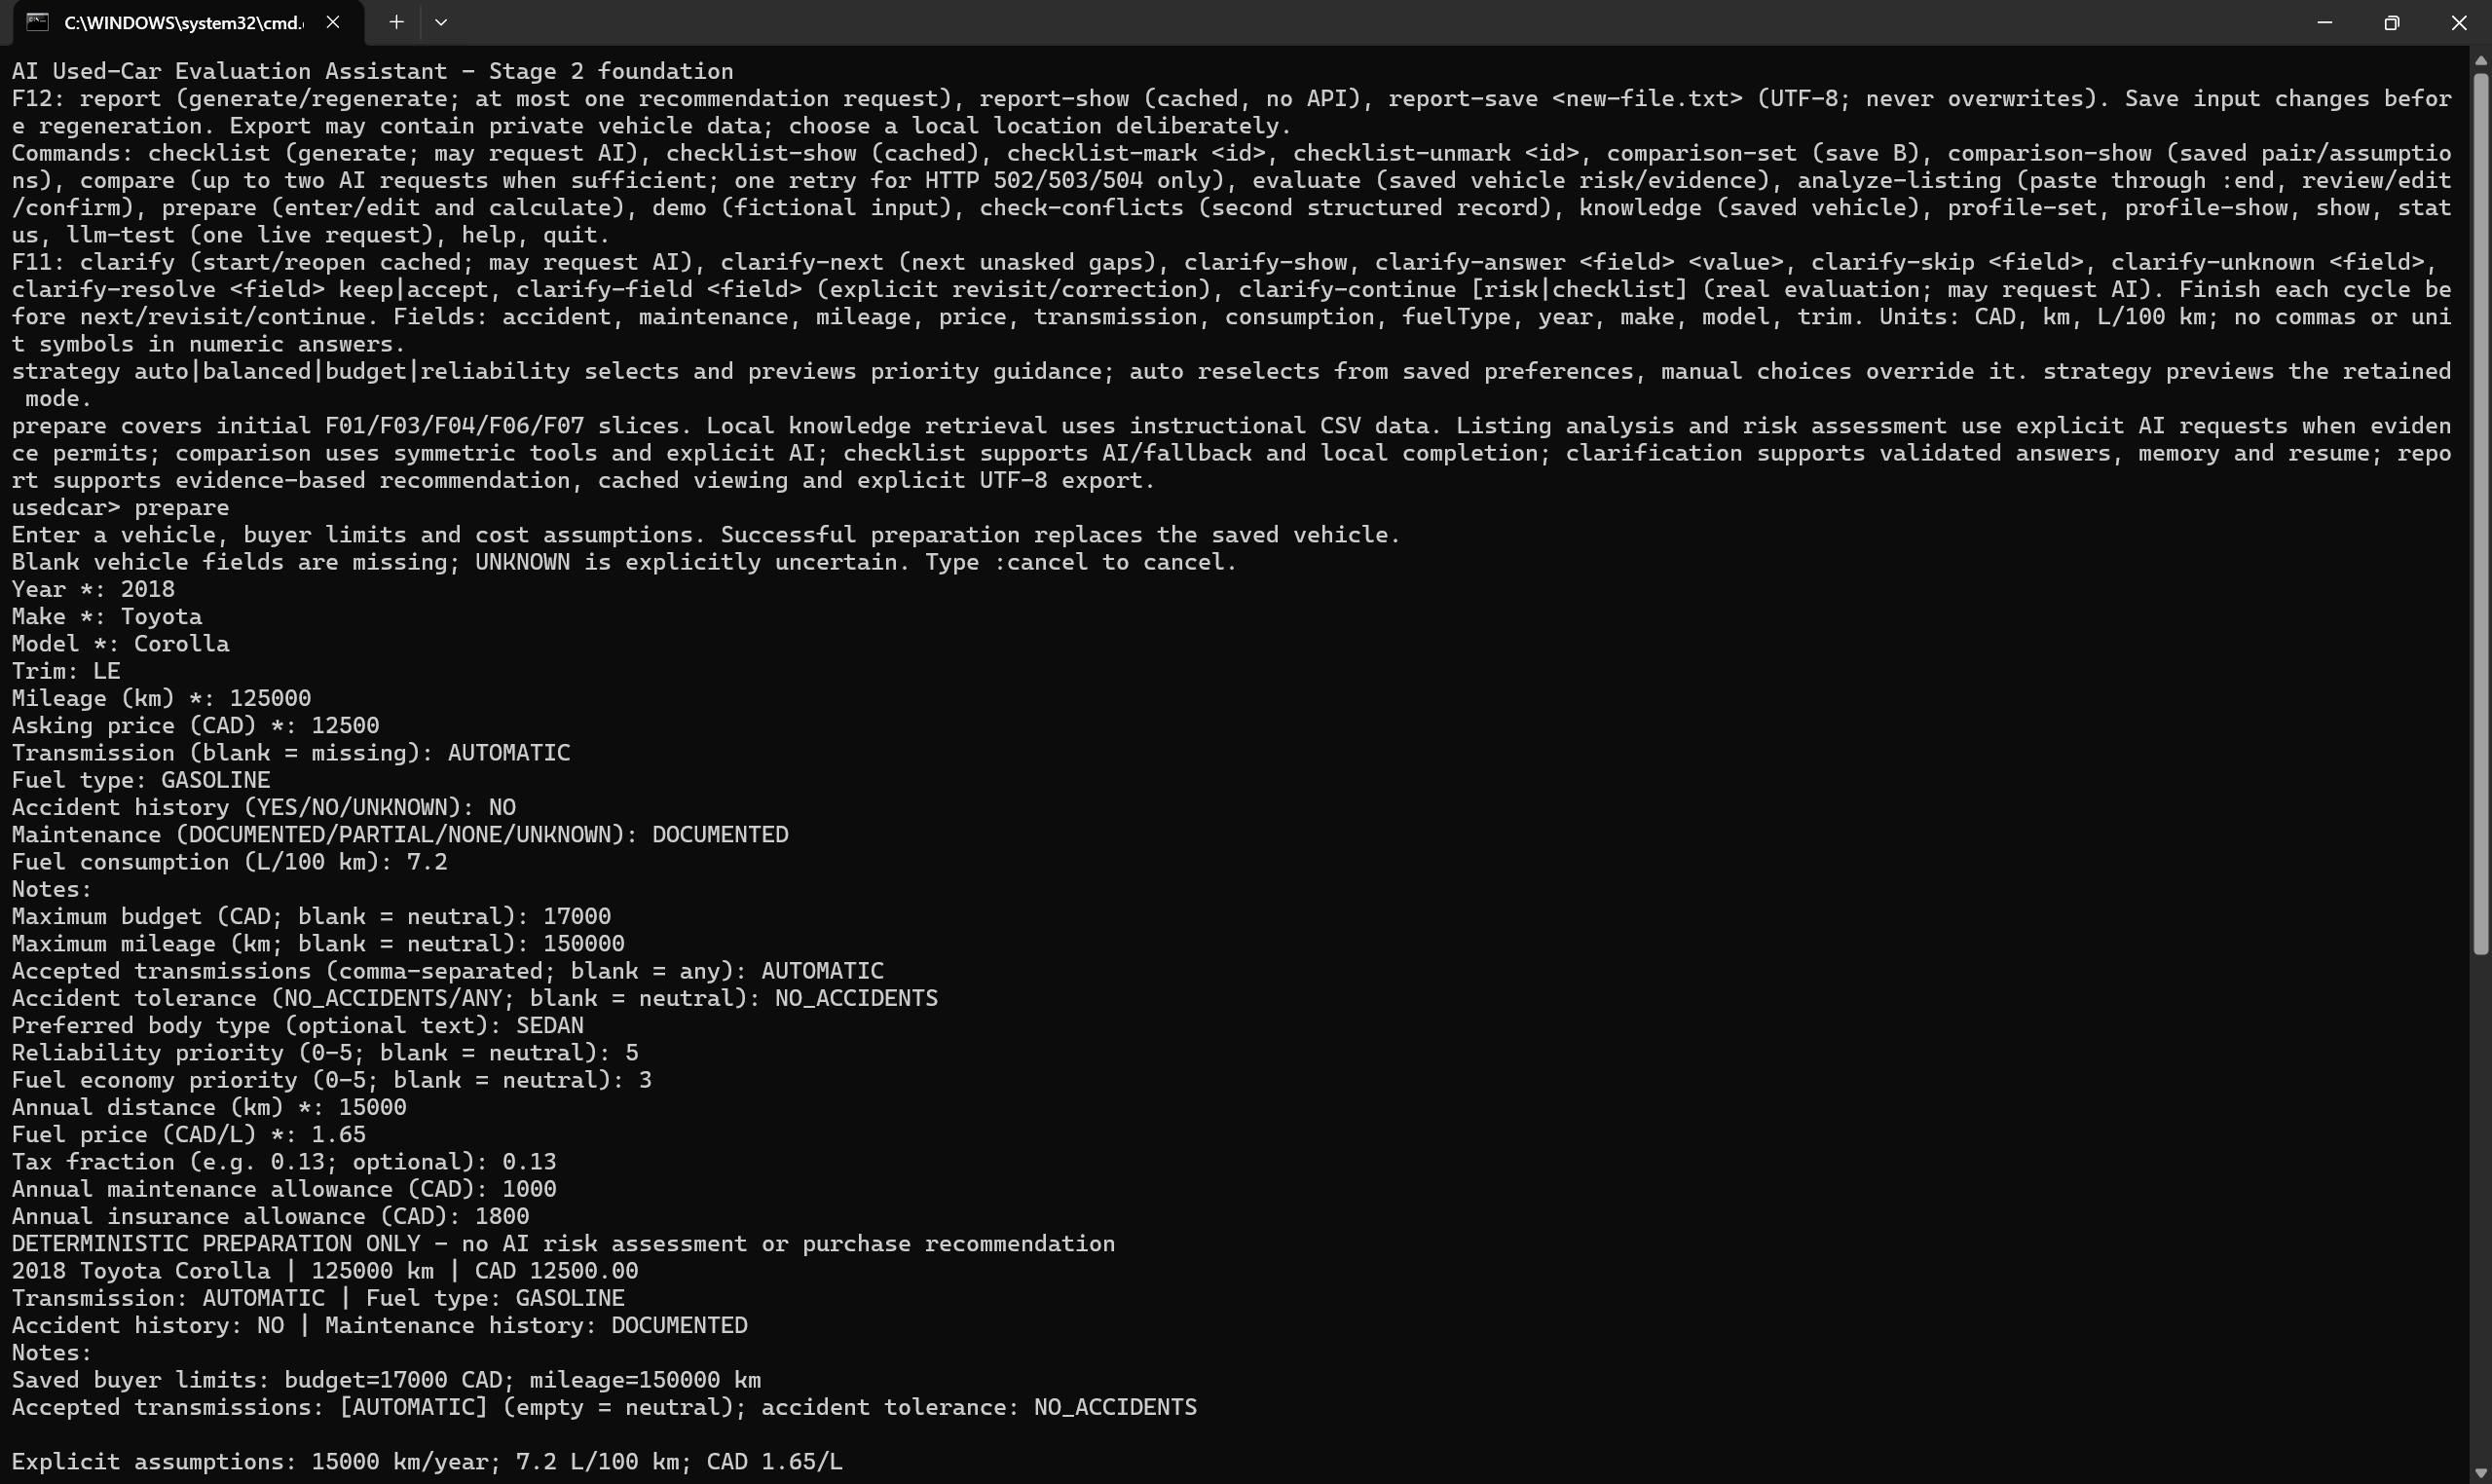 C:\WINDOWS\system32\cmd.
AI Used-Car Evaluation Assistant - Stage 2 foundation
F12: report (generate/regenerate; at most one recommendation request), report-show (cached, no API), report-save <new-file.txt> (UTF-8; never overwrites). Save input changes befor
e regeneration. Export may contain private vehicle data; choose a local location deliberately.
Commands: checklist (generate; may request AI), checklist-show (cached), checklist-mark <id>, checklist-unmark <id>, comparison-set (save B), comparison-show (saved pair/assumptio
ns), compare (up to two AI requests when sufficient; one retry for HTTP 502/503/504 only), evaluate (saved vehicle risk/evidence), analyze-listing (paste through :end, review/edit
/confirm), prepare (enter/edit and calculate), demo (fictional input), check-conflicts (second structured record), knowledge (saved vehicle), profile-set, profile-show, show, stat
us, llm-test (one live request), help, quit.
F11: clarify (start/reopen cached; may request AI), clarify-next (next unasked gaps), clarify-show, clarify-answer <field> <value>, clarify-skip <field>, clarify-unknown <field>,
clarify-resolve <field> keep|accept, clarify-field <field> (explicit revisit/correction), clarify-continue [risk|checklist] (real evaluation; may request AI). Finish each cycle be
fore next/revisit/continue. Fields: accident, maintenance, mileage, price, transmission, consumption, fuelType, year, make, model, trim. Units: CAD, km, L/100 km; no commas or uni
t symbols in numeric answers.
strategy auto|balanced|budget|reliability selects and previews priority guidance; auto reselects from saved preferences, manual choices override it. strategy previews the retained
 mode.
prepare covers initial F01/F03/F04/F06/F07 slices. Local knowledge retrieval uses instructional CSV data. Listing analysis and risk assessment use explicit AI requests when eviden
ce permits; comparison uses symmetric tools and explicit AI; checklist supports AI/fallback and local completion; clarification supports validated answers, memory and resume; repo
rt supports evidence-based recommendation, cached viewing and explicit UTF-8 export.
usedcar> prepare
Enter a vehicle, buyer limits and cost assumptions. Successful preparation replaces the saved vehicle.
Blank vehicle fields are missing; UNKNOWN is explicitly uncertain. Type :cancel to cancel.
Year *: 2018
Make *: Toyota
Model *: Corolla
Trim: LE
Mileage (km) *: 125000
Asking price (CAD) *: 12500
Transmission (blank = missing): AUTOMATIC
Fuel type: GASOLINE
Accident history (YES/NO/UNKNOWN): NO
Maintenance (DOCUMENTED/PARTIAL/NONE/UNKNOWN): DOCUMENTED
Fuel consumption (L/100 km): 7.2
Notes:
Maximum budget (CAD; blank = neutral): 17000
Maximum mileage (km; blank = neutral): 150000
Accepted transmissions (comma-separated; blank = any): AUTOMATIC
Accident tolerance (NO_ACCIDENTS/ANY; blank = neutral): NO_ACCIDENTS
Preferred body type (optional text): SEDAN
Reliability priority (0-5; blank = neutral): 5
Fuel economy priority (0-5; blank = neutral): 3
Annual distance (km) *: 15000
Fuel price (CAD/L) *: 1.65
Tax fraction (e.g. 0.13; optional): 0.13
Annual maintenance allowance (CAD): 1000
Annual insurance allowance (CAD): 1800
DETERMINISTIC PREPARATION ONLY - no AI risk assessment or purchase recommendation
2018 Toyota Corolla | 125000 km | CAD 12500.00
Transmission: AUTOMATIC | Fuel type: GASOLINE
Accident history: NO | Maintenance history: DOCUMENTED
Notes:
Saved buyer limits: budget=17000 CAD; mileage=150000 km
Accepted transmissions: [AUTOMATIC] (empty = neutral); accident tolerance: NO_ACCIDENTS
Explicit assumptions: 15000 km/year; 7.2 L/100 km; CAD 1.65/L